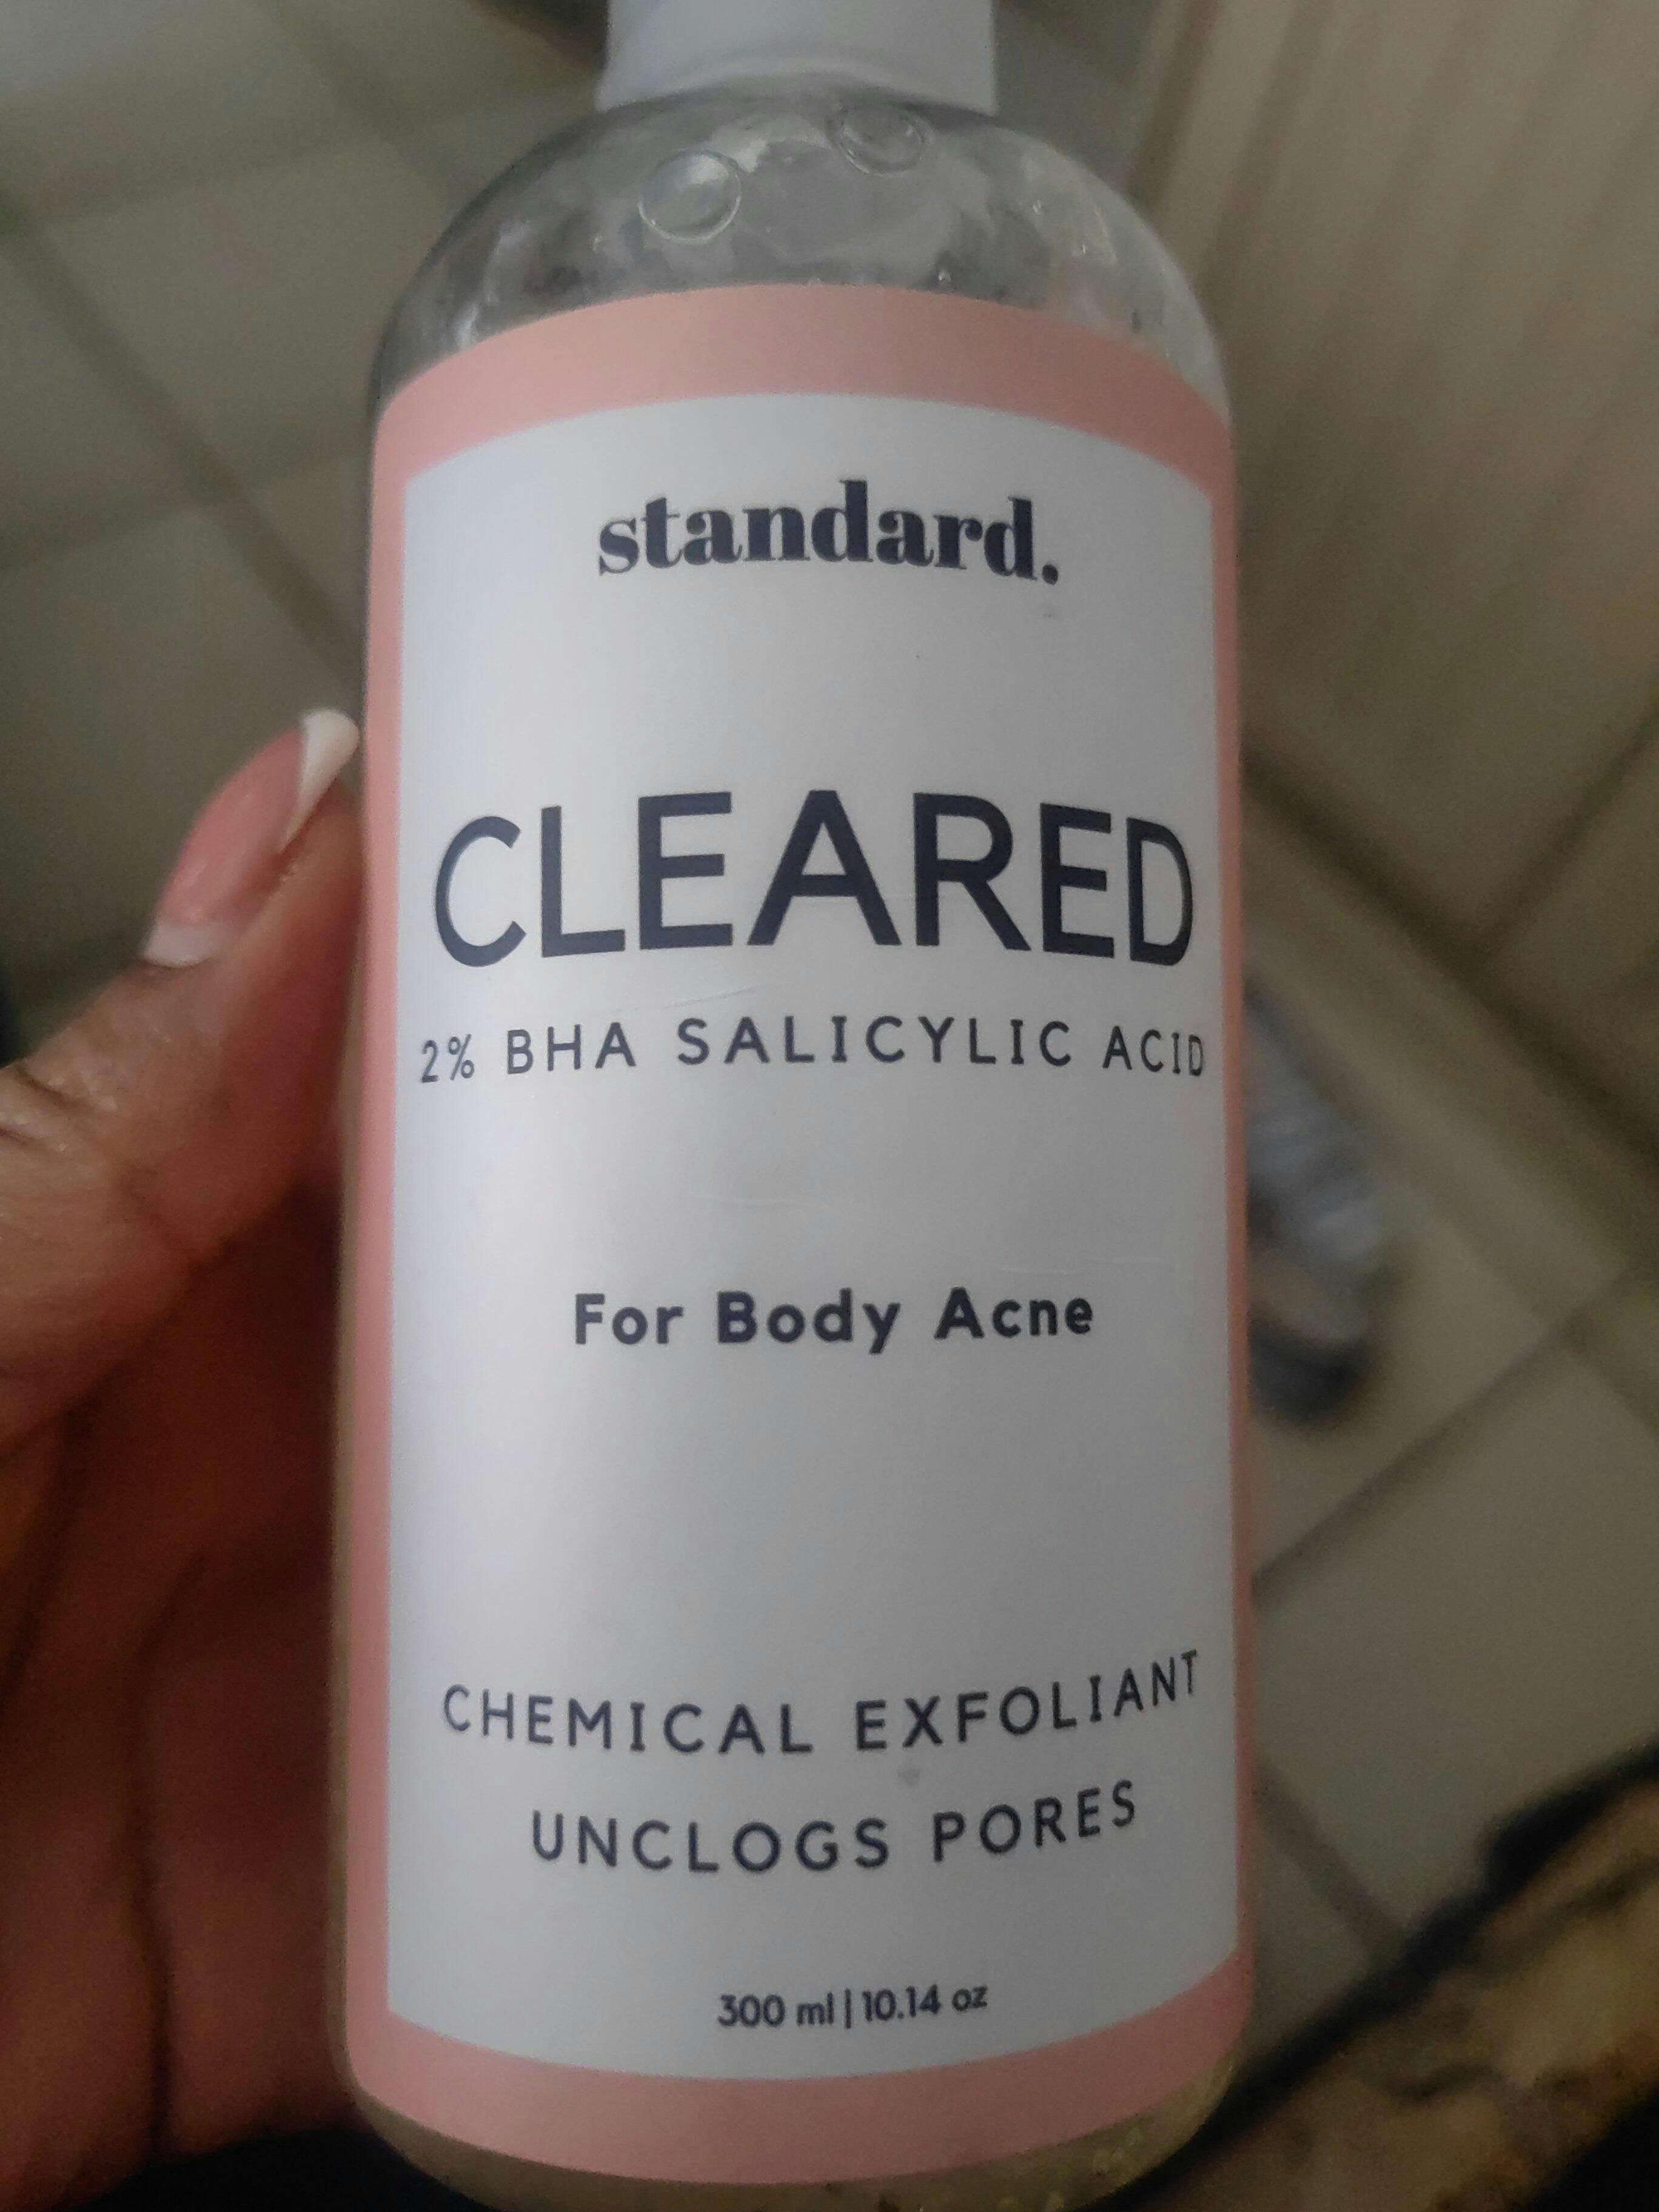 standard.
CLEARED
2% BHA SALICYLIC ACID
For Body Acne
CHEMICAL EXFOLIANT
UNCLOGS PORES
300 ml | 10.14 oz